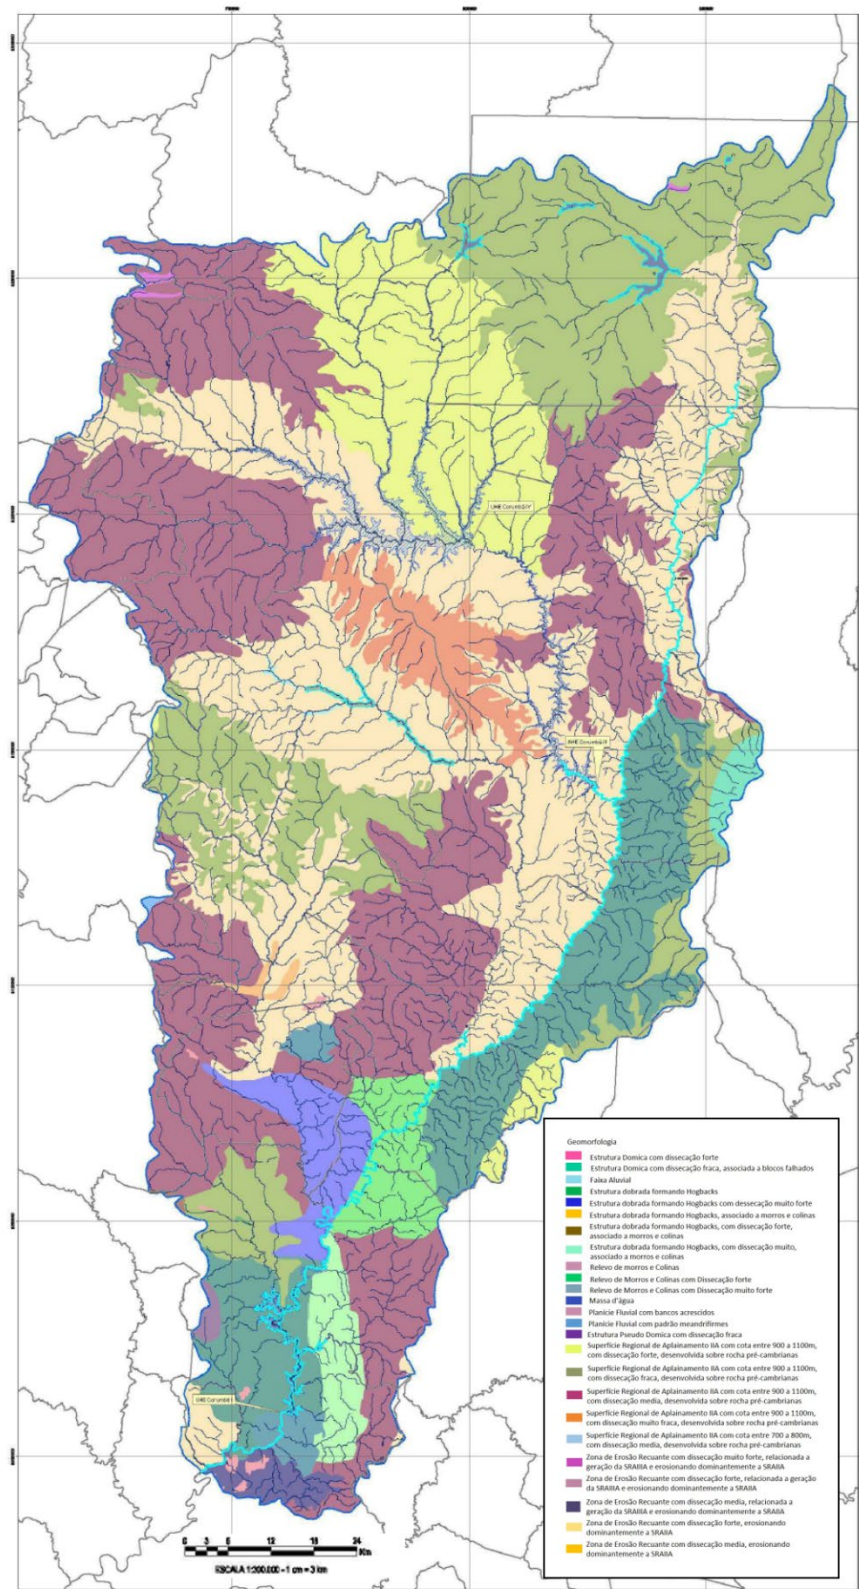 UHE Corumbá IV
UHE Corumbá III
UHE Corumbá I
Geomorfologia
Estrutura Domica com dissecação forte
Estrutura Domica com dissecação fraca, associada a blocos falhados
Faixa Aluvial
Estrutura dobrada formando Hogbacks
Estrutura dobrada formando Hogbacks com dessecação muito forte
Estrutura dobrada formando Hogbacks, associado a morros e colinas
Estrutura dobrada formando Hogbacks, com dissecação forte,
associado a morros e colinas
Estrutura dobrada formando Hogbacks, com dissecação muito,
associado a morros e colinas
Relevo de morros e Colinas
Relevo de Morros e Colinas com Dissecação forte
Relevo de Morros e Colinas com Dissecação muito forte
Massa d'água
Planície Fluvial com bancos acrescidos
Planície Fluvial com padrão meandrifirmes
Estrutura Pseudo Domica com dissecação fraca
Superfície Regional de Aplainamento IIA com cota entre 900 a 1100m,
com dissecação forte, desenvolvida sobre rocha pré-cambrianas
Superfície Regional de Aplainamento IIA com cota entre 900 a 1100m,
com dissecação fraca, desenvolvida sobre rocha pré-cambrianas
Superfície Regional de Aplainamento IIA com cota entre 900 a 1100m,
com dissecação media, desenvolvida sobre rocha pré-cambrianas
Superfície Regional de Aplainamento IIA com cota entre 900 a 1100m,
com dissecação muito fraca, desenvolvida sobre rocha pré-cambrianas
Superfície Regional de Aplainamento IIA com cota entre 700 a 800m,
com dissecação media, desenvolvida sobre rocha pré-cambrianas
Zona de Erosão Recuante com dissecação muito forte, relacionada a
geração da SRAIIIA e erosionando dominantemente a SRAIIA
Zona de Erosão Recuante com dissecação forte, relacionada a geração
da SRAIIIA e erosionando dominantemente a SRAIIA
Zona de Erosão Recuante com dissecação media, relacionada a
geração da SRAIIIA e erosionando dominantemente a SRAIIA
Zona de Erosão Recuante com dissecação forte, erosionando
dominantemente a SRAIIA
Zona de Erosão Recuante com dissecação media, erosionando
dominantemente a SRAIIA
0 3 6 12 18 24
Km
ESCALA 1:300.000 - 1 cm = 3 km